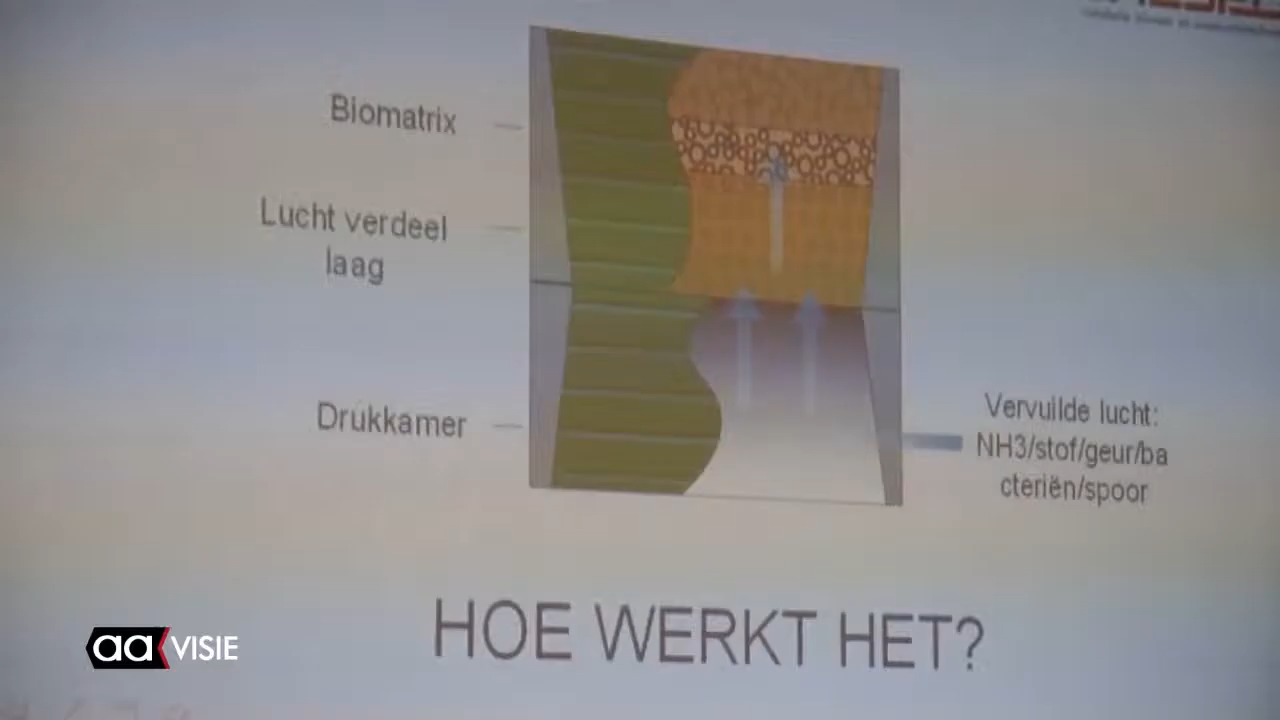 Biomatrix
Lucht verdeel
laag
Drukkamer
Vervuilde lucht:
NH3/stof/geur/ba
cteriën/spoor
HOE WERKT HET?
aa VISIE